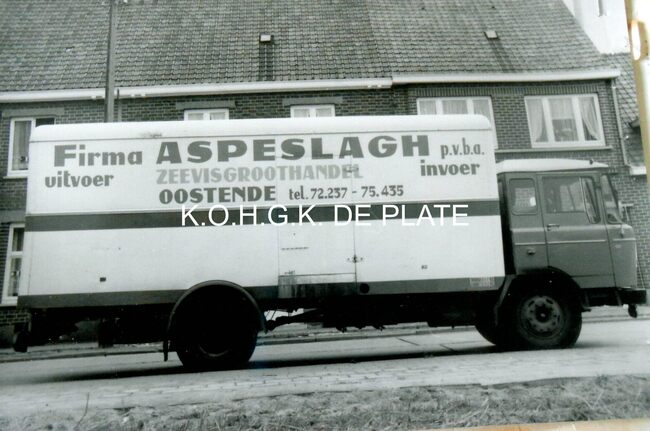 Firma ASPESLAGH p.v.b.a.
uitvoer ZEEVISGROOTHANDEL invoer
OOSTENDE tel. 72.237 - 75.435
K.O.H.G.K. DE PLATE